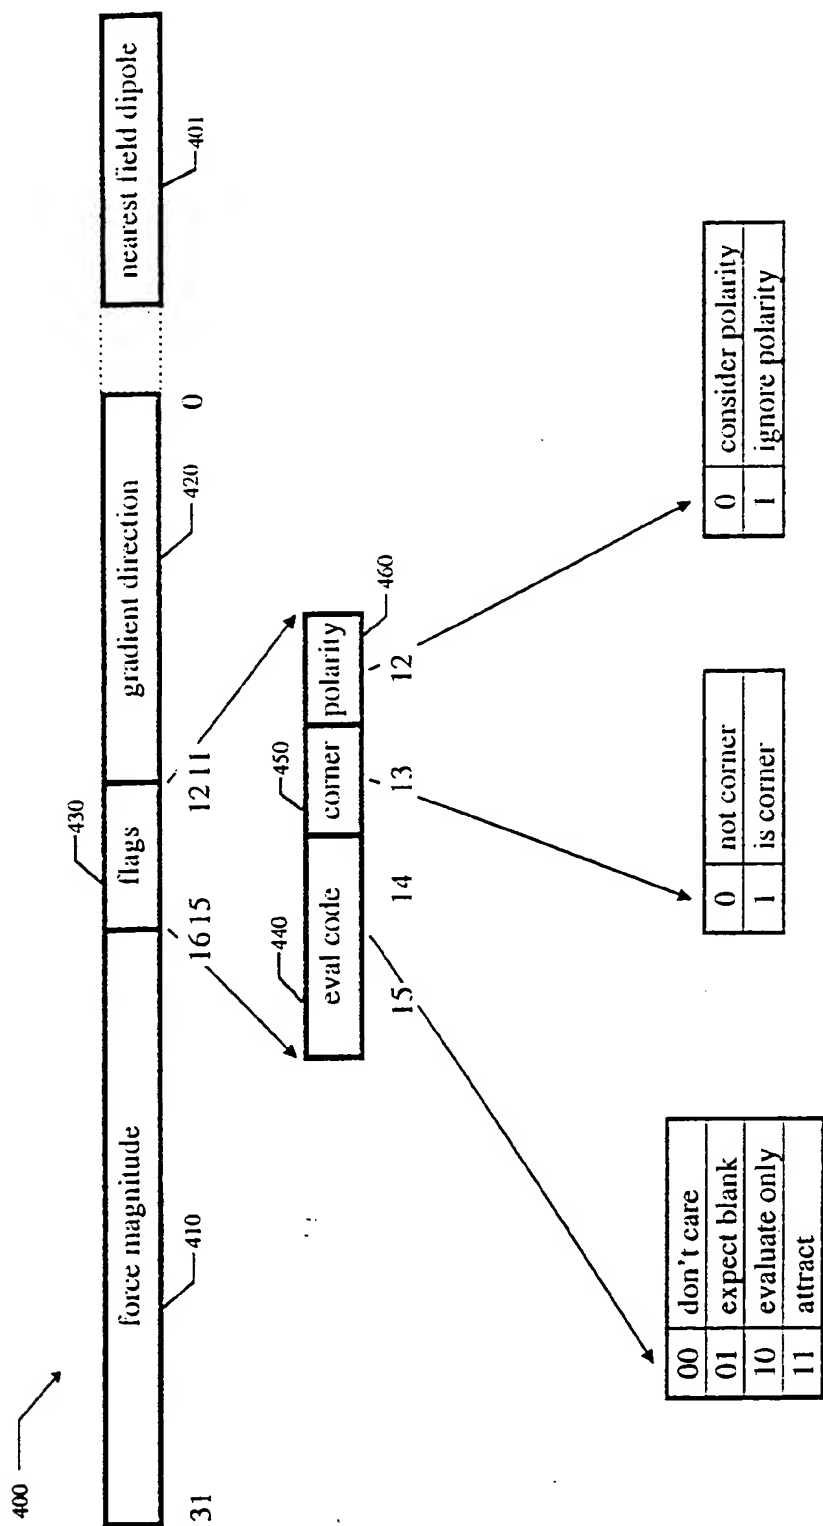 400
force magnitude
flags
gradient direction
nearest field dipole
410
430
420
401
31
16 15
12 11
0
eval code
corner
polarity
440
450
460
15
14
13
12
00 don't care
01 expect blank
10 evaluate only
11 attract
0 not corner
1 is corner
0 consider polarity
1 ignore polarity